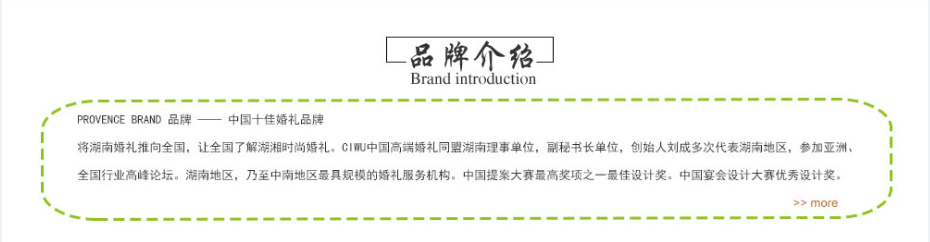 品牌介绍
Brand introduction
PROVENCE BRAND 品牌 —— 中国十佳婚礼品牌
将湖南婚礼推向全国，让全国了解湖湘时尚婚礼。CIWU中国高端婚礼同盟湖南理事单位，副秘书长单位，创始人刘成多次代表湖南地区，参加亚洲、
全国行业高峰论坛。湖南地区，乃至中南地区最具规模的婚礼服务机构。中国提案大赛最高奖项之一最佳设计奖。中国宴会设计大赛优秀设计奖。
>> more